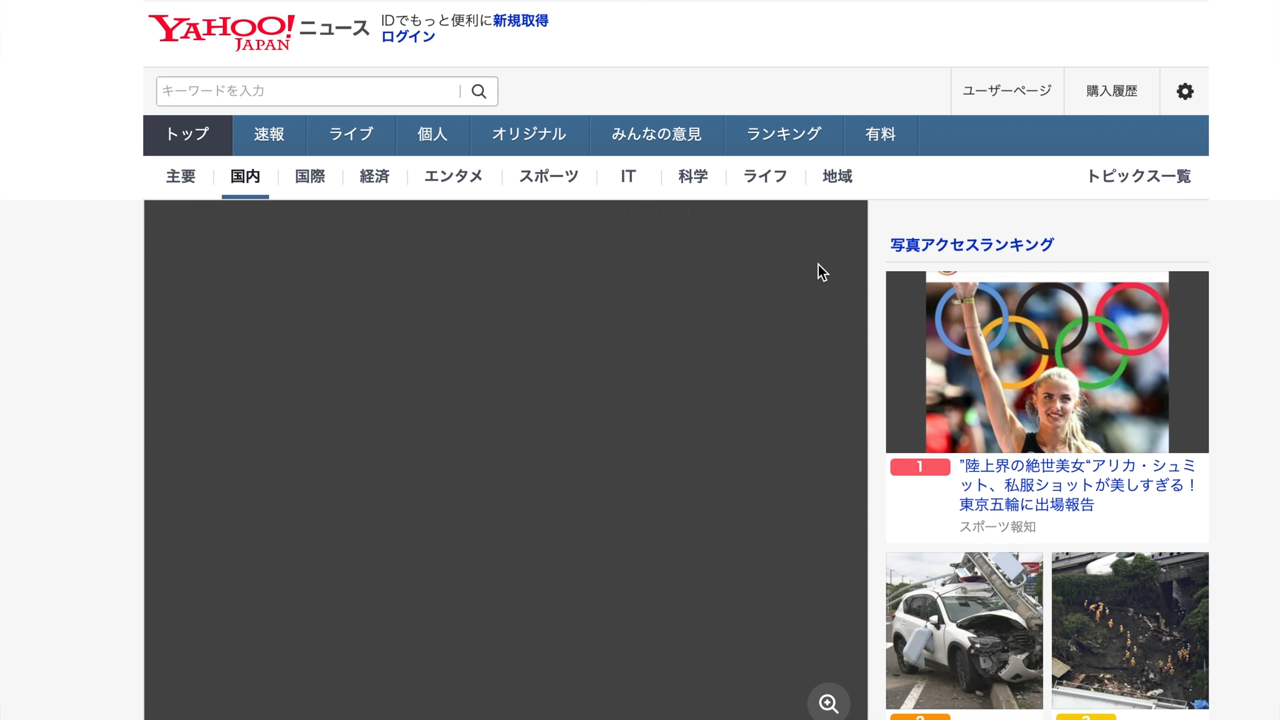 YAHOO!
JAPAN
ニュース
IDでもっと便利に新規取得
ログイン
キーワードを入力
ユーザーページ
購入履歴
トップ
速報
ライブ
個人
オリジナル
みんなの意見
ランキング
有料
主要
国内
国際
経済
エンタメ
スポーツ
IT
科学
ライフ
地域
トピックス一覧
写真アクセスランキング
1
”陸上界の絶世美女“アリカ・シュミ
ット、私服ショットが美しすぎる！
東京五輪に出場報告
スポーツ報知